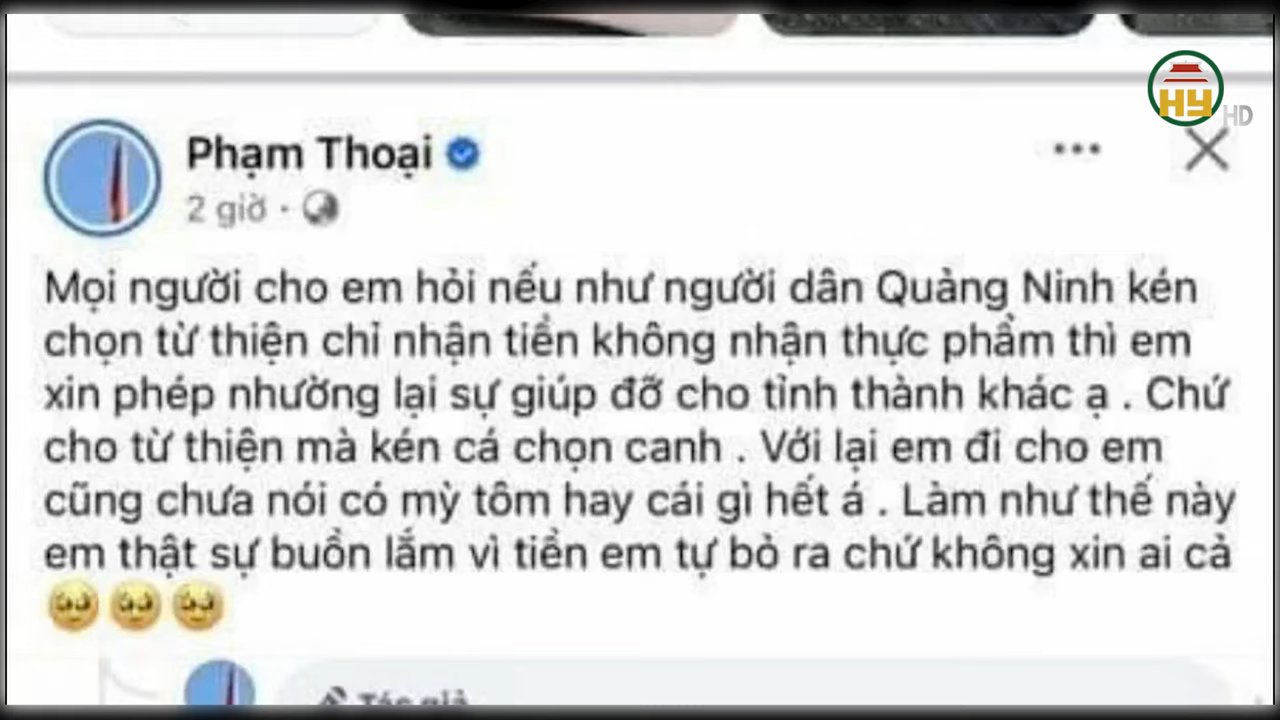 HY HD
Phạm Thoại
2 giờ ·
Mọi người cho em hỏi nếu như người dân Quảng Ninh kén
chọn từ thiện chỉ nhận tiền không nhận thực phẩm thì em
xin phép nhường lại sự giúp đỡ cho tỉnh thành khác ạ . Chứ
cho từ thiện mà kén cá chọn canh . Với lại em đi cho em
cũng chưa nói có mỳ tôm hay cái gì hết á . Làm như thế này
em thật sự buồn lắm vì tiền em tự bỏ ra chứ không xin ai cả
Tác giả